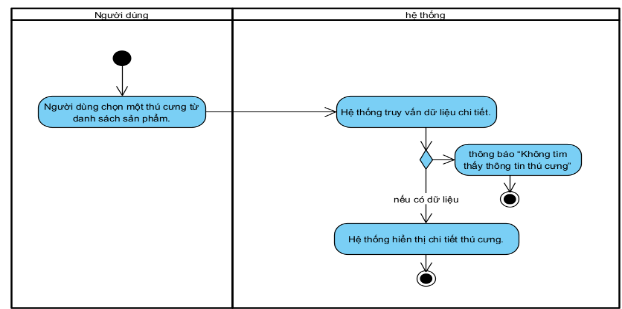 Người dùng
hệ thống
Người dùng chọn một thú cưng từ
danh sách sản phẩm.
Hệ thống truy vấn dữ liệu chi tiết.
thông báo "Không tìm
thấy thông tin thú cưng"
nếu có dữ liệu
Hệ thống hiển thị chi tiết thú cưng.